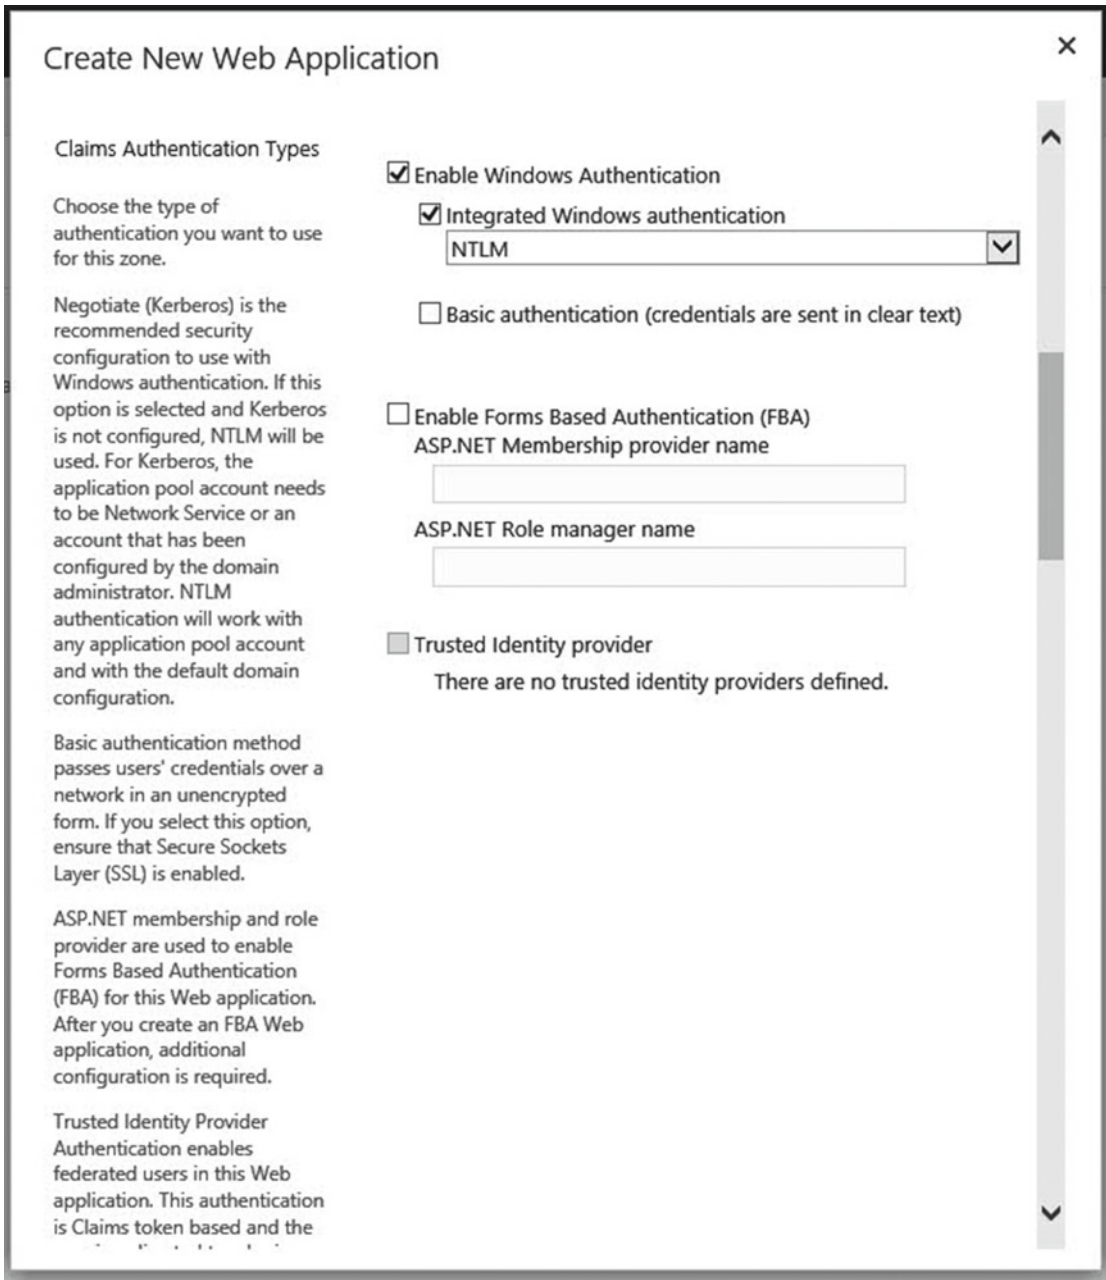 Create New Web Application
Claims Authentication Types
Choose the type of
authentication you want to use
for this zone.
Negotiate (Kerberos) is the
recommended security
configuration to use with
Windows authentication. If this
option is selected and Kerberos
is not configured, NTLM will be
used. For Kerberos, the
application pool account needs
to be Network Service or an
account that has been
configured by the domain
administrator. NTLM
authentication will work with
any application pool account
and with the default domain
configuration.
Basic authentication method
passes users' credentials over a
network in an unencrypted
form. If you select this option,
ensure that Secure Sockets
Layer (SSL) is enabled.
ASP.NET membership and role
provider are used to enable
Forms Based Authentication
(FBA) for this Web application.
After you create an FBA Web
application, additional
configuration is required.
Trusted Identity Provider
Authentication enables
federated users in this Web
application. This authentication
is Claims token based and the
Enable Windows Authentication
Integrated Windows authentication
NTLM
Basic authentication (credentials are sent in clear text)
Enable Forms Based Authentication (FBA)
ASP.NET Membership provider name
ASP.NET Role manager name
Trusted Identity provider
There are no trusted identity providers defined.